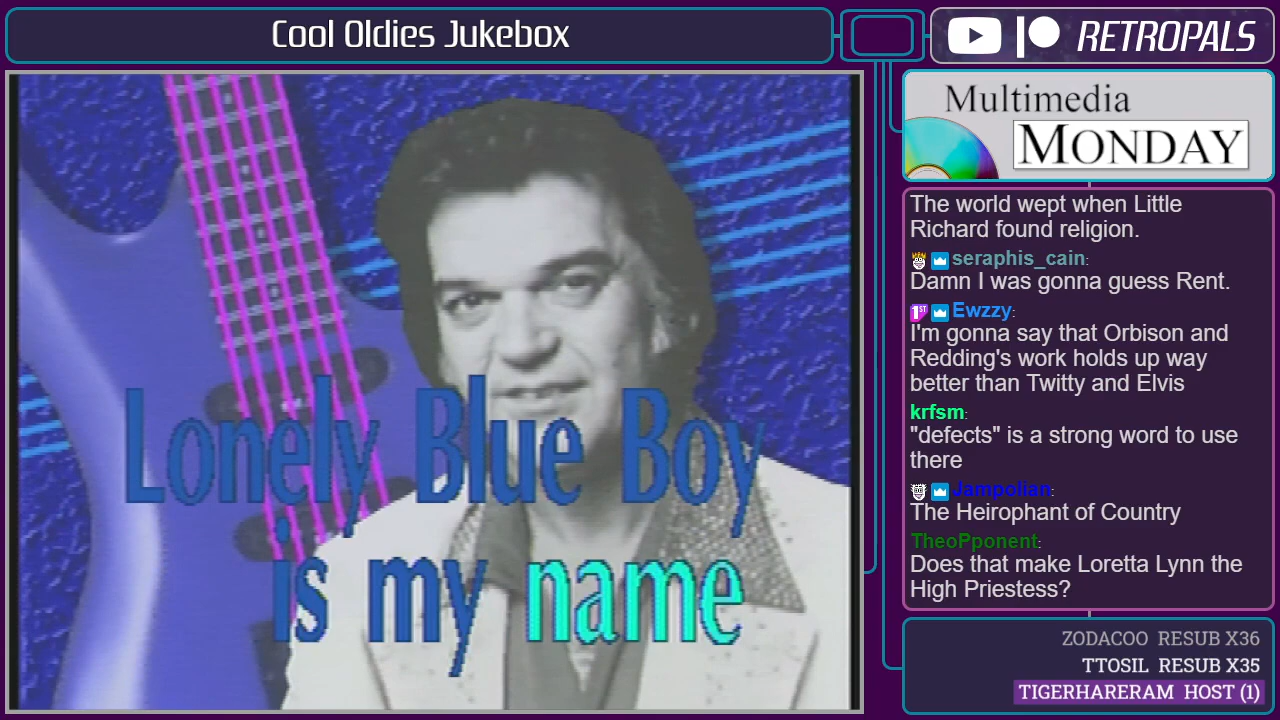 Cool Oldies Jukebox
RETROPALS
Multimedia
MONDAY
Lonely Blue Boy
is my name
The world wept when Little
Richard found religion.
seraphis_cain:
Damn I was gonna guess Rent.
1ST Ewzzy:
I'm gonna say that Orbison and
Redding's work holds up way
better than Twitty and Elvis
krfsm:
"defects" is a strong word to use
there
Jampolian:
The Heirophant of Country
TheoPponent:
Does that make Loretta Lynn the
High Priestess?
ZODACOO RESUB X36
TTOSIL RESUB X35
TIGERHARERAM HOST (1)